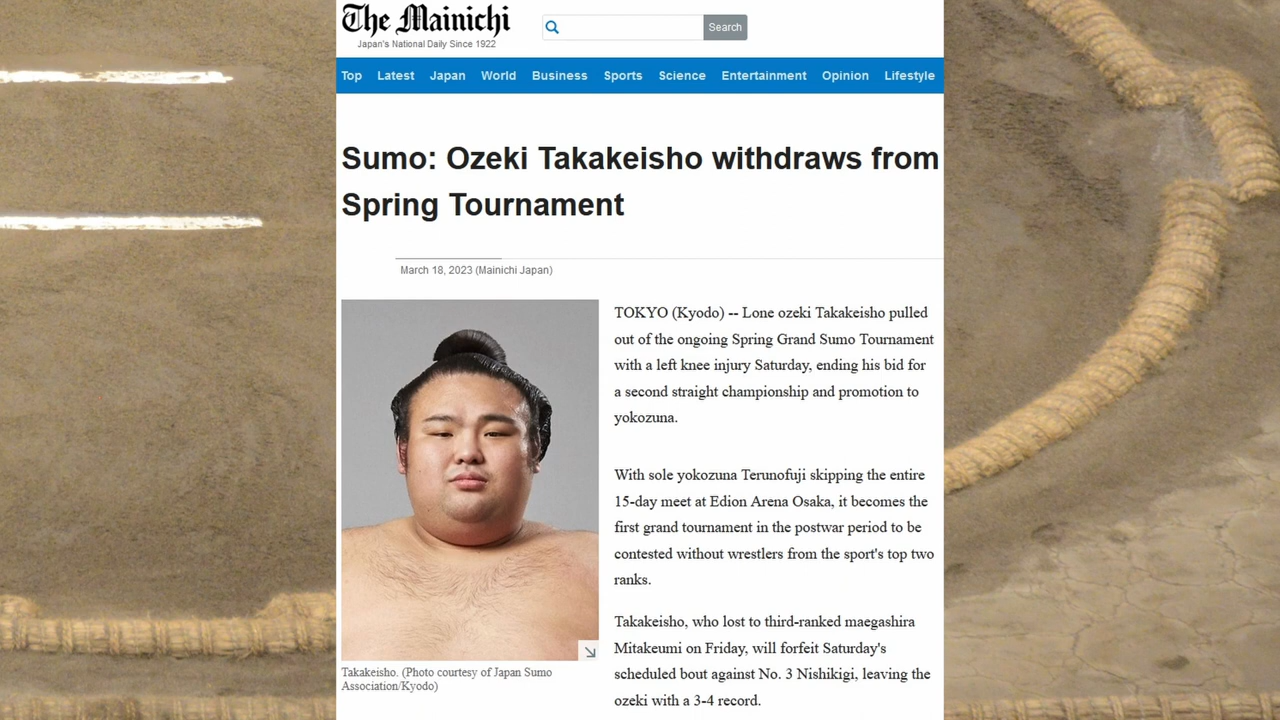 The Mainichi
Japan's National Daily Since 1922
Search
Top Latest Japan World Business Sports Science Entertainment Opinion Lifestyle
Sumo: Ozeki Takakeisho withdraws from
Spring Tournament
March 18, 2023 (Mainichi Japan)
TOKYO (Kyodo) -- Lone ozeki Takakeisho pulled
out of the ongoing Spring Grand Sumo Tournament
with a left knee injury Saturday, ending his bid for
a second straight championship and promotion to
yokozuna.
With sole yokozuna Terunofuji skipping the entire
15-day meet at Edion Arena Osaka, it becomes the
first grand tournament in the postwar period to be
contested without wrestlers from the sport's top two
ranks.
Takakeisho, who lost to third-ranked maegashira
Mitakeumi on Friday, will forfeit Saturday's
scheduled bout against No. 3 Nishikigi, leaving the
ozeki with a 3-4 record.
Takakeisho. (Photo courtesy of Japan Sumo
Association/Kyodo)